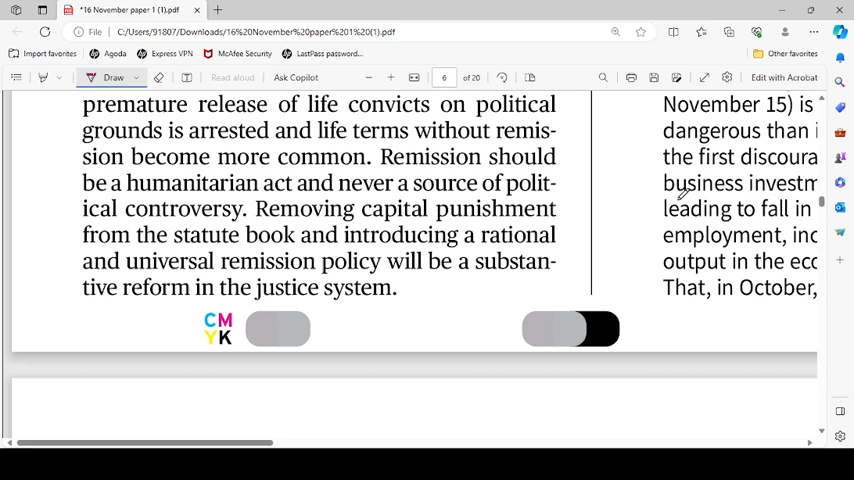 *16 November paper 1 (1).pdf
File
C:/Users/91807/Downloads/16%20November%20paper%201%20(1).pdf
Import favorites
Agoda
Express VPN
McAfee Security
LastPass password...
Other favorites
Draw
Read aloud
Ask Copilot
6
of 20
Edit with Acrobat
premature release of life convicts on political
grounds is arrested and life terms without remis-
sion become more common. Remission should
be a humanitarian act and never a source of polit-
ical controversy. Removing capital punishment
from the statute book and introducing a rational
and universal remission policy will be a substan-
tive reform in the justice system.
November 15) is
dangerous than i
the first discoura
business investm
leading to fall in
employment, inc
output in the eco
That, in October,
CM
YK